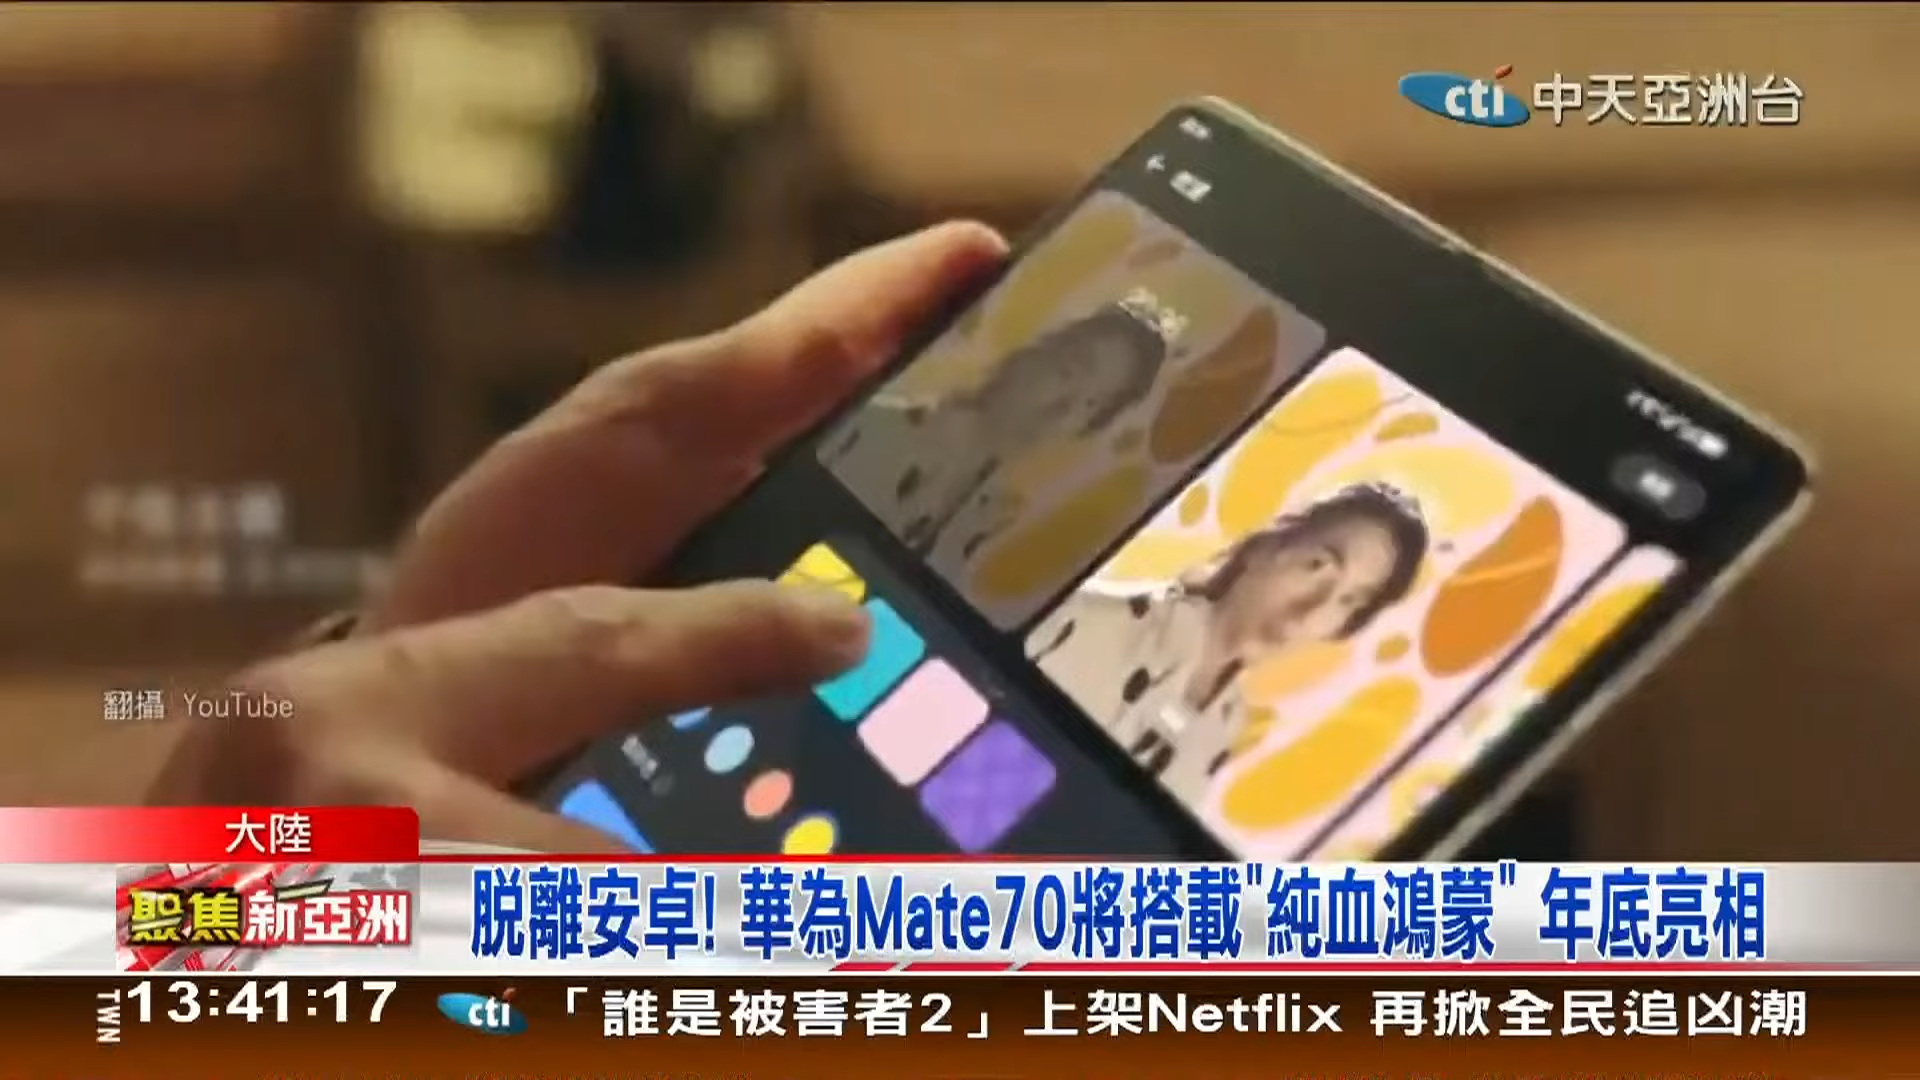 cti 中天亞洲台
20:36
翻攝 YouTube
大陸
聚焦新亞洲
脫離安卓! 華為Mate70將搭載"純血鴻蒙" 年底亮相
TWN 13:41:17
cti 「誰是被害者2」上架Netflix 再掀全民追凶潮